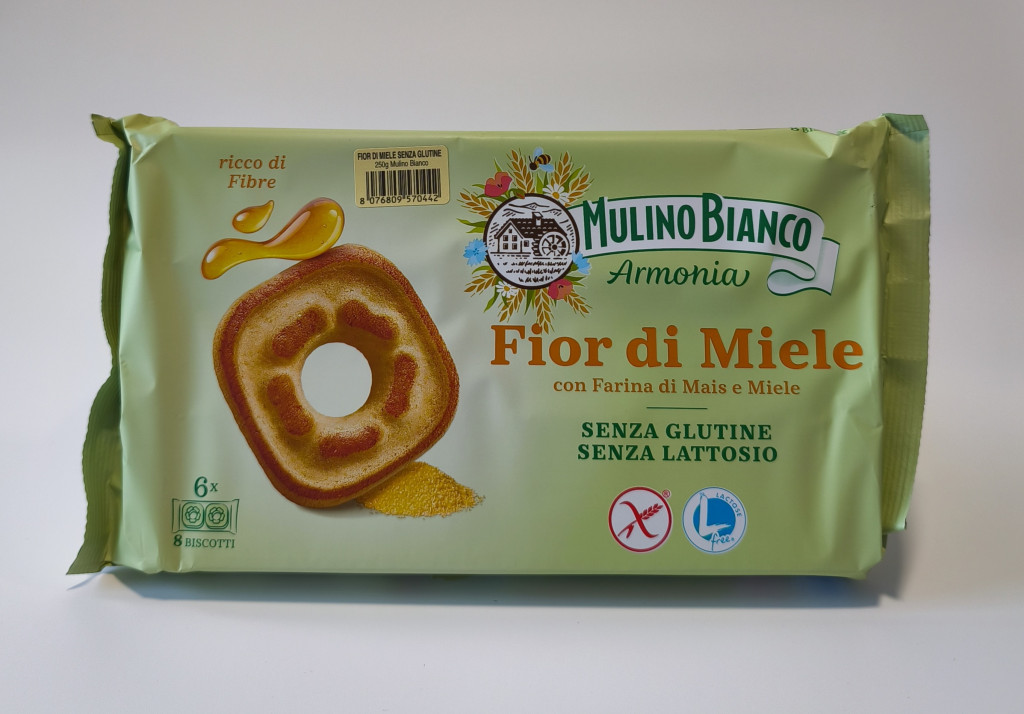 ricco di
Fibre
FIOR DI MIELE SENZA GLUTINE
250g Mulino Bianco
8 076809 570442
MULINO BIANCO
Armonia
Fior di Miele
con Farina di Mais e Miele
SENZA GLUTINE
SENZA LATTOSIO
6x
8 BISCOTTI
LACTOSE
free